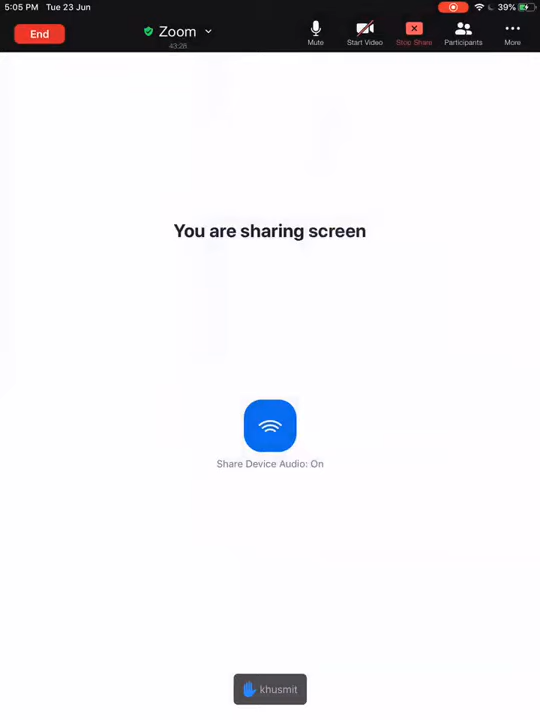 5:05 PM Tue 23 Jun 39%
End
Zoom
43:28
Mute
Start Video
Stop Share
Participants
More
You are sharing screen
Share Device Audio: On
khusmit